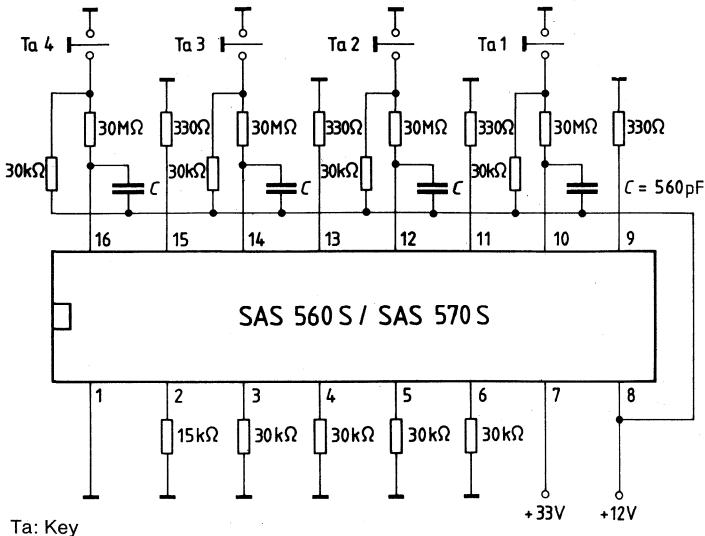 Ta 4 Ta 3 Ta 2 Ta 1
30MΩ 330Ω 30MΩ 330Ω 30MΩ 330Ω 30MΩ 330Ω
30kΩ 30kΩ 30kΩ 30kΩ
C C C C = 560pF
16 15 14 13 12 11 10 9
SAS 560 S / SAS 570 S
1 2 3 4 5 6 7 8
15kΩ 30kΩ 30kΩ 30kΩ 30kΩ
+33V +12V
Ta: Key